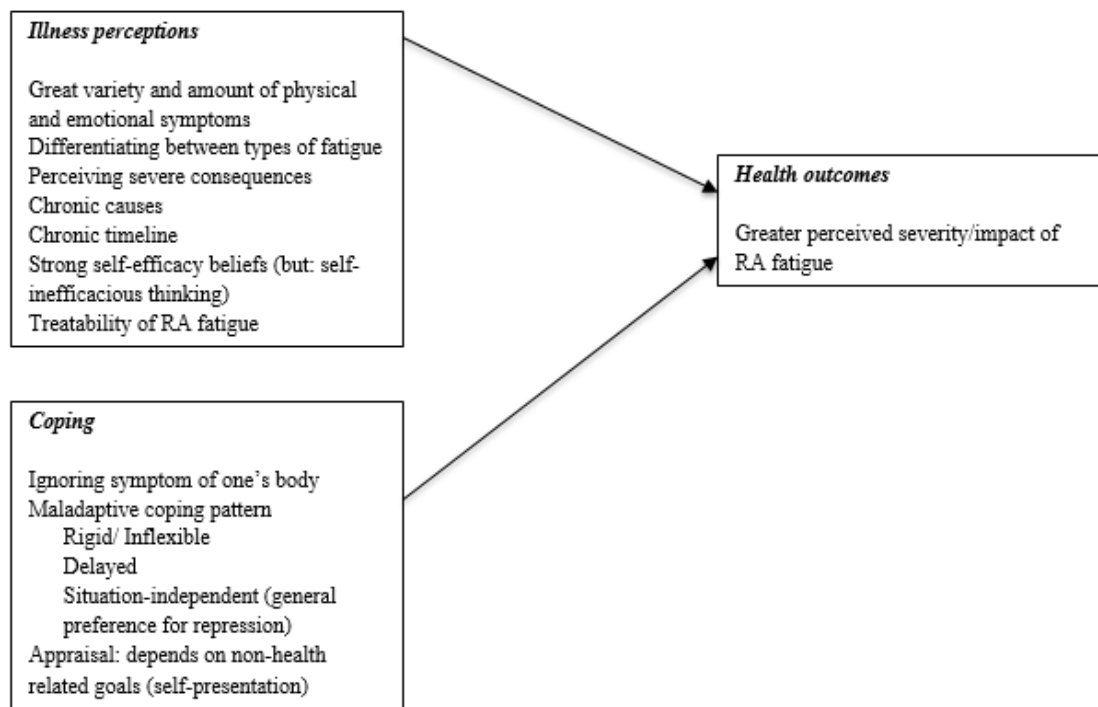 Illness perceptions
Great variety and amount of physical
and emotional symptoms
Differentiating between types of fatigue
Perceiving severe consequences
Chronic causes
Chronic timeline
Strong self-efficacy beliefs (but: self-
inefficacious thinking)
Treatability of RA fatigue
Health outcomes
Greater perceived severity/impact of
RA fatigue
Coping
Ignoring symptom of one’s body
Maladaptive coping pattern
Rigid/ Inflexible
Delayed
Situation-independent (general
preference for repression)
Appraisal: depends on non-health
related goals (self-presentation)